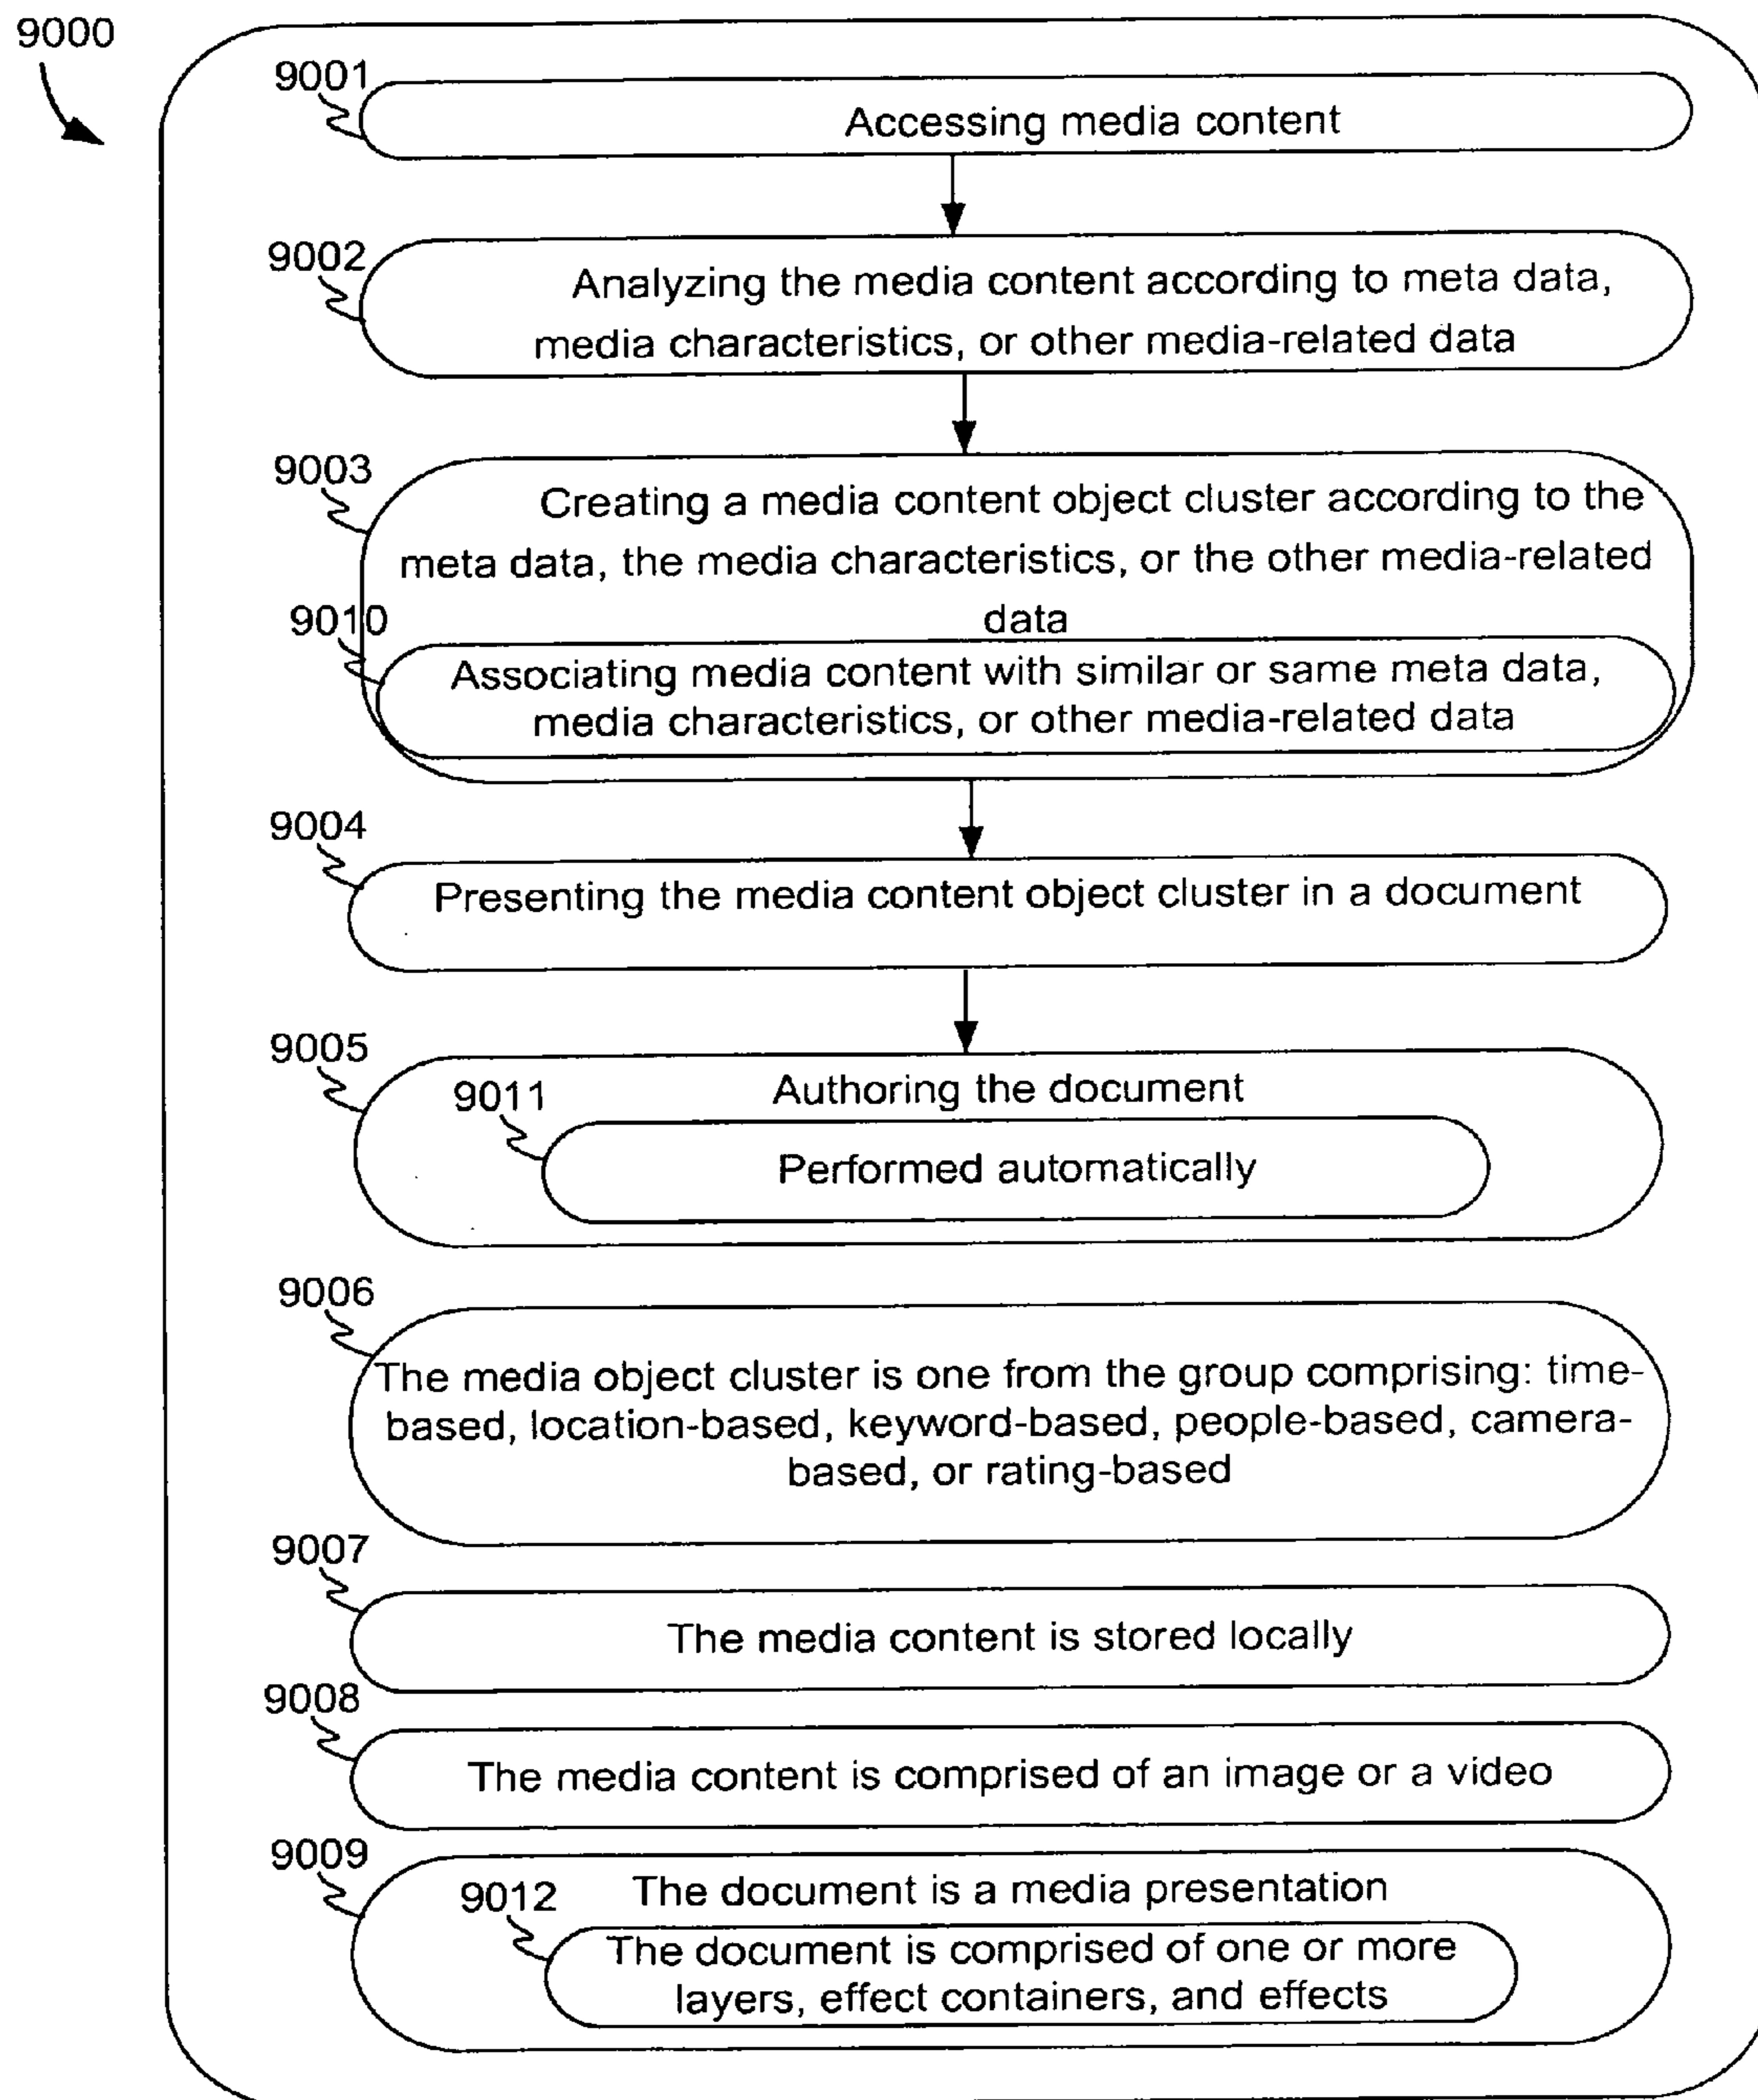 9000
9001
Accessing media content
9002
Analyzing the media content according to meta data,
media characteristics, or other media-related data
9003
Creating a media content object cluster according to the
meta data, the media characteristics, or the other media-related
data
9010
Associating media content with similar or same meta data,
media characteristics, or other media-related data
9004
Presenting the media content object cluster in a document
9005
Authoring the document
9011
Performed automatically
9006
The media object cluster is one from the group comprising: time-
based, location-based, keyword-based, people-based, camera-
based, or rating-based
9007
The media content is stored locally
9008
The media content is comprised of an image or a video
9009
The document is a media presentation
9012
The document is comprised of one or more
layers, effect containers, and effects